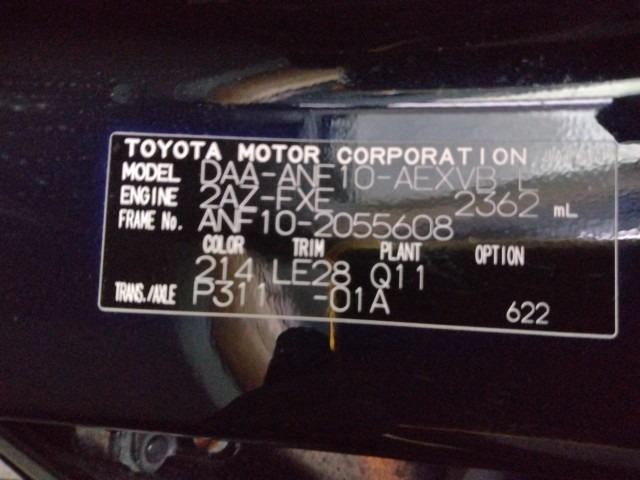 TOYOTA MOTOR CORPORATION
MODEL DAA-ANF10-AEXVB L
ENGINE 2AZ-FXE 2362 mL
FRAME No. ANF10-2055608
COLOR TRIM PLANT OPTION
214 LE28 Q11
TRANS./AXLE P311 -01A
622